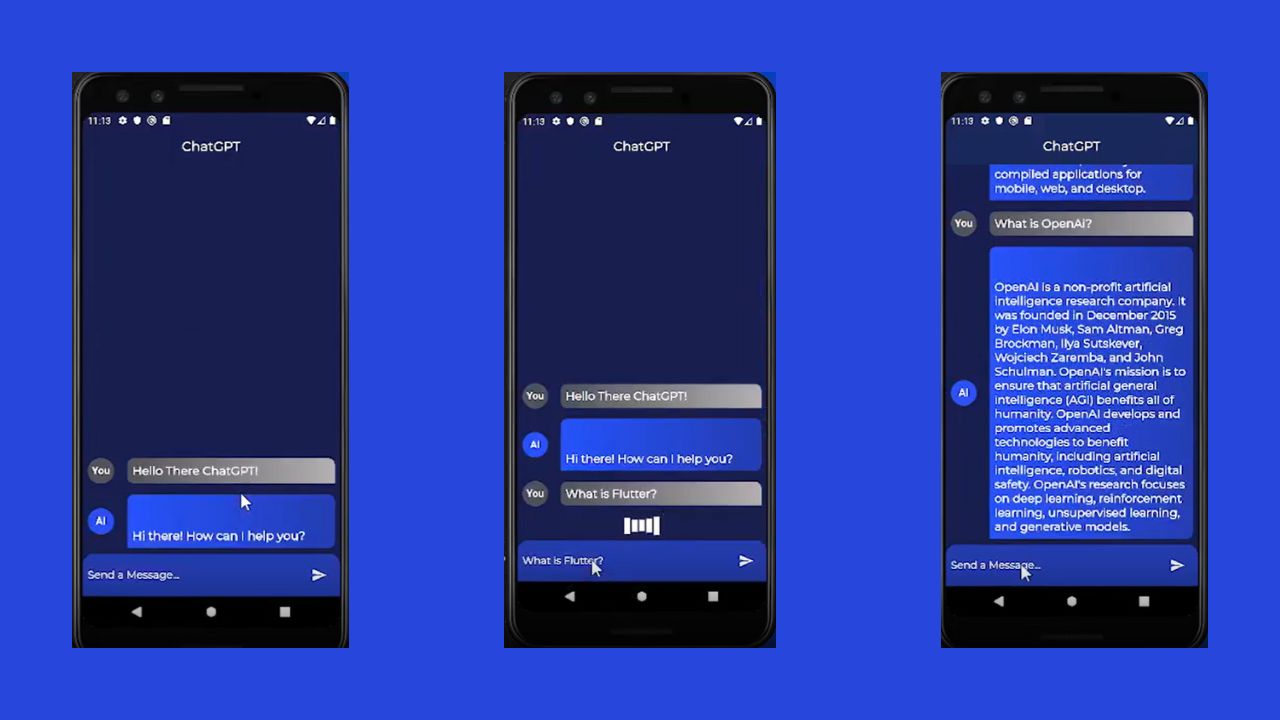 11:13
ChatGPT
You
Hello There ChatGPT!
AI
Hi there! How can I help you?
Send a Message...
11:13
ChatGPT
You
Hello There ChatGPT!
AI
Hi there! How can I help you?
You
What is Flutter?
What is Flutter?
11:13
ChatGPT
compiled applications for
mobile, web, and desktop.
You
What is OpenAi?
AI
OpenAI is a non-profit artificial
intelligence research company. It
was founded in December 2015
by Elon Musk, Sam Altman, Greg
Brockman, Ilya Sutskever,
Wojciech Zaremba, and John
Schulman. OpenAI's mission is to
ensure that artificial general
intelligence (AGI) benefits all of
humanity. OpenAI develops and
promotes advanced
technologies to benefit
humanity, including artificial
intelligence, robotics, and digital
safety. OpenAI's research focuses
on deep learning, reinforcement
learning, unsupervised learning,
and generative models.
Send a Message...